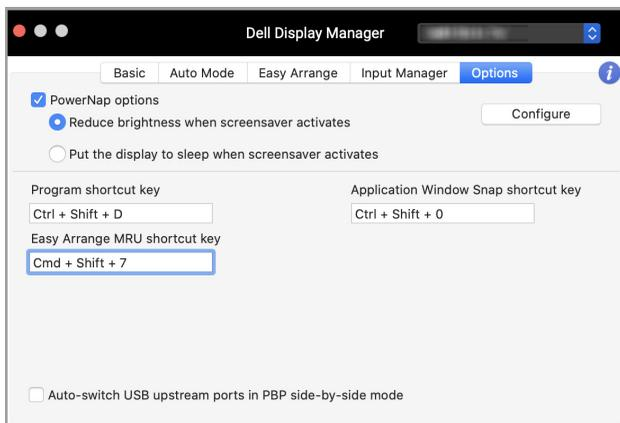 Dell Display Manager
Basic Auto Mode Easy Arrange Input Manager Options i
PowerNap options
Configure
Reduce brightness when screensaver activates
Put the display to sleep when screensaver activates
Program shortcut key Application Window Snap shortcut key
Ctrl + Shift + D Ctrl + Shift + 0
Easy Arrange MRU shortcut key
Cmd + Shift + 7
Auto-switch USB upstream ports in PBP side-by-side mode